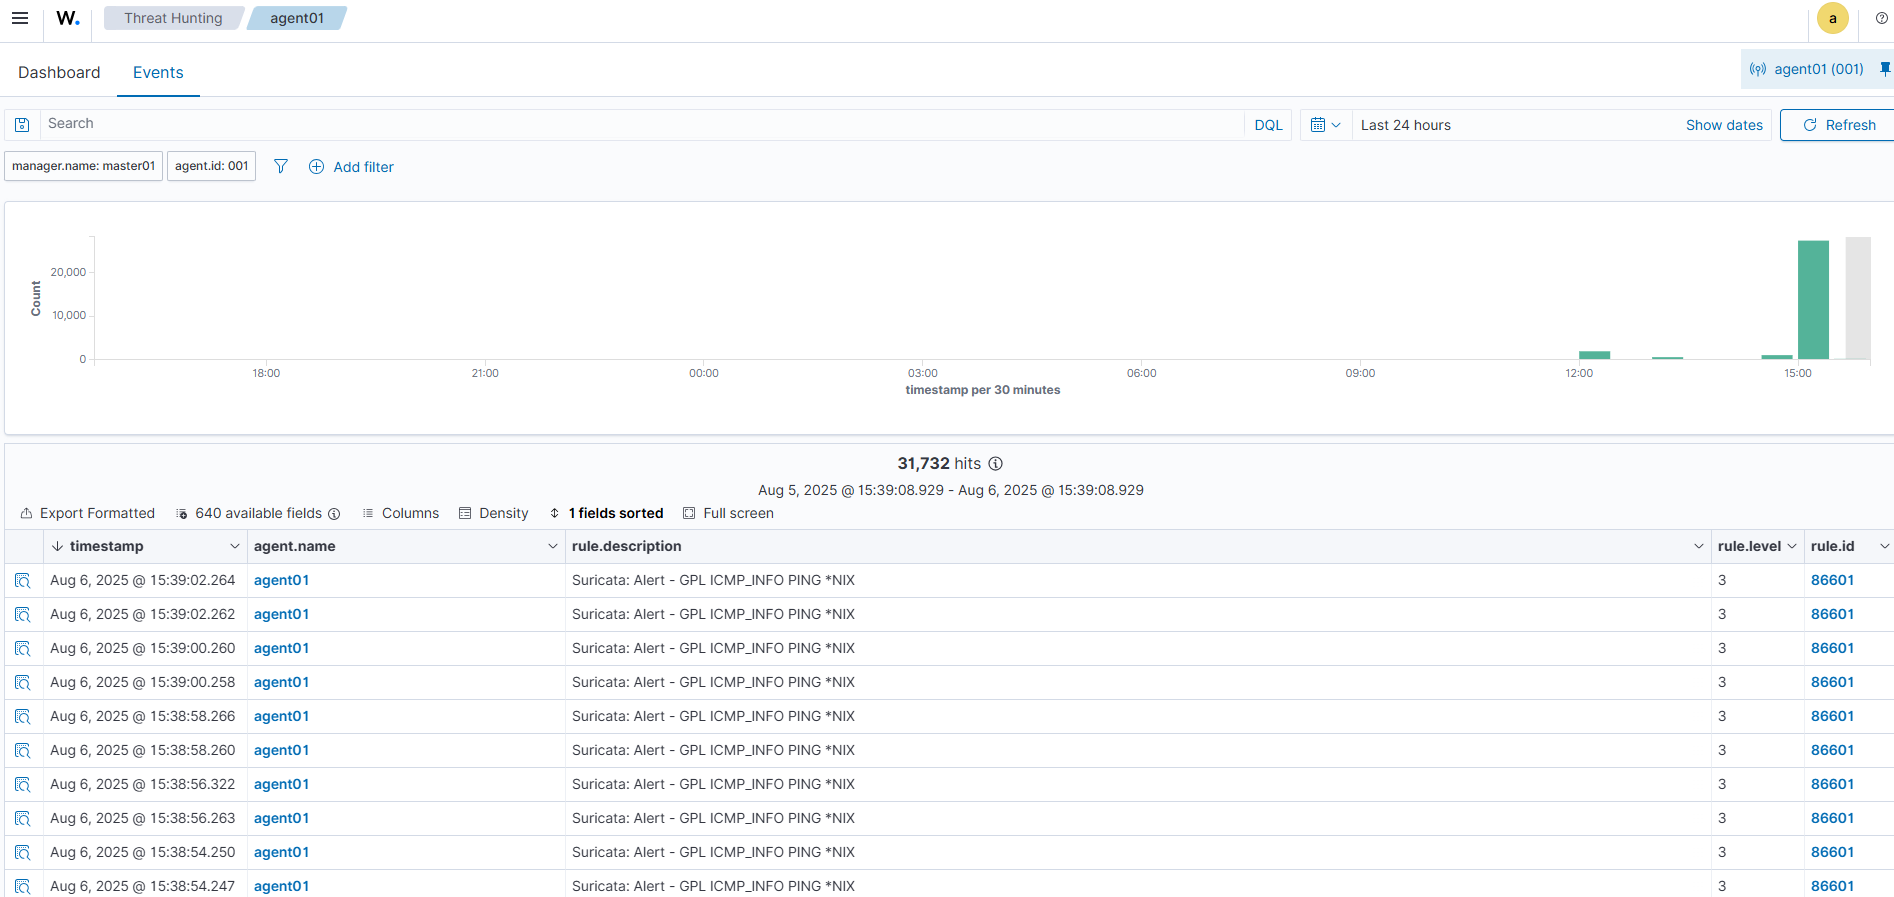 W. Threat Hunting agent01 a
Dashboard Events agent01 (001)
Search DQL Last 24 hours Show dates Refresh
manager.name: master01 agent.id: 001 Add filter
Count
20,000
10,000
0
18:00 21:00 00:00 03:00 06:00 09:00 12:00 15:00
timestamp per 30 minutes
31,732 hits
Aug 5, 2025 @ 15:39:08.929 - Aug 6, 2025 @ 15:39:08.929
Export Formatted 640 available fields Columns Density 1 fields sorted Full screen
timestamp agent.name rule.description rule.level rule.id
Aug 6, 2025 @ 15:39:02.264 agent01 Suricata: Alert - GPL ICMP_INFO PING *NIX 3 86601
Aug 6, 2025 @ 15:39:02.262 agent01 Suricata: Alert - GPL ICMP_INFO PING *NIX 3 86601
Aug 6, 2025 @ 15:39:00.260 agent01 Suricata: Alert - GPL ICMP_INFO PING *NIX 3 86601
Aug 6, 2025 @ 15:39:00.258 agent01 Suricata: Alert - GPL ICMP_INFO PING *NIX 3 86601
Aug 6, 2025 @ 15:38:58.266 agent01 Suricata: Alert - GPL ICMP_INFO PING *NIX 3 86601
Aug 6, 2025 @ 15:38:58.260 agent01 Suricata: Alert - GPL ICMP_INFO PING *NIX 3 86601
Aug 6, 2025 @ 15:38:56.322 agent01 Suricata: Alert - GPL ICMP_INFO PING *NIX 3 86601
Aug 6, 2025 @ 15:38:56.263 agent01 Suricata: Alert - GPL ICMP_INFO PING *NIX 3 86601
Aug 6, 2025 @ 15:38:54.250 agent01 Suricata: Alert - GPL ICMP_INFO PING *NIX 3 86601
Aug 6, 2025 @ 15:38:54.247 agent01 Suricata: Alert - GPL ICMP_INFO PING *NIX 3 86601